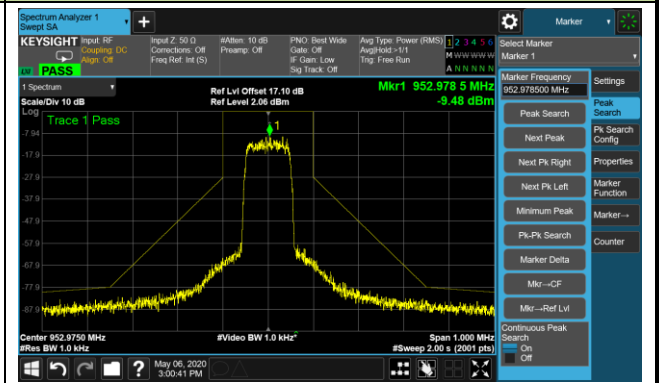 Spectrum Analyzer 1
Swept SA
Marker
KEYSIGHT
Input: RF
Coupling: DC
Align: Off
Input Z: 50 Ω
Corrections: Off
Freq Ref: Int (S)
#Atten: 10 dB
Preamp: Off
PNO: Best Wide
Gate: Off
IF Gain: Low
Sig Track: Off
Avg Type: Power (RMS)
Avg|Hold:>1/1
Trig: Free Run
1 2 3 4 5 6
M W W W W W
A N N N N N
PASS
Select Marker
Marker 1
1 Spectrum
Scale/Div 10 dB
Ref Lvl Offset 17.10 dB
Ref Level 2.06 dBm
Mkr1 952.978 5 MHz
-9.48 dBm
Log
Trace 1 Pass
1
-7.94
-17.9
-27.9
-37.9
-47.9
-57.9
-67.9
-77.9
-87.9
Center 952.9750 MHz
#Res BW 1.0 kHz
#Video BW 1.0 kHz*
Span 1.000 MHz
#Sweep 2.00 s (2001 pts)
Marker Frequency
952.978500 MHz
Peak Search
Next Peak
Next Pk Right
Next Pk Left
Minimum Peak
Pk-Pk Search
Marker Delta
Mkr→CF
Mkr→Ref Lvl
Continuous Peak
Search
On
Off
Settings
Peak
Search
Pk Search
Config
Properties
Marker
Function
Marker→
Counter
?
May 06, 2020
3:00:41 PM